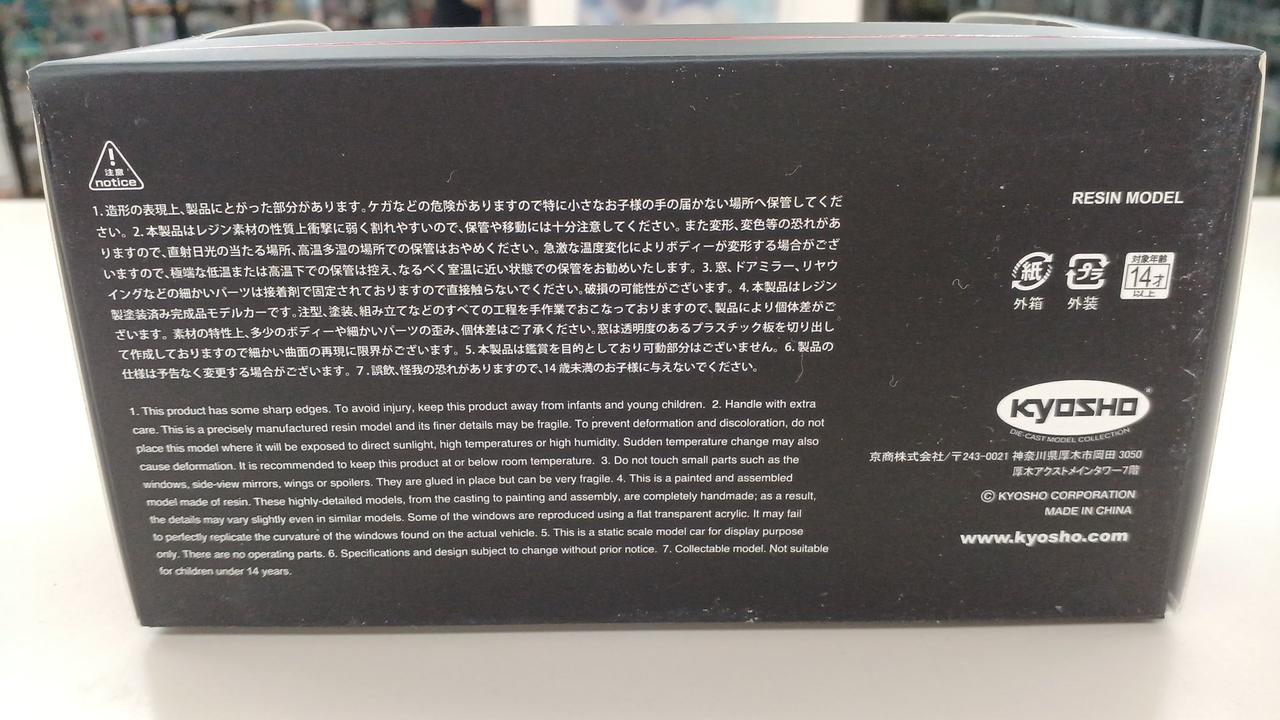 注意
notice
1. 造形の表現上、製品にとがった部分があります。ケガなどの危険がありますので特に小さなお子様の手の届かない場所へ保管してくだ
さい。2. 本製品はレジン素材の性質上衝撃に弱く割れやすいので、保管や移動には十分注意してください。また変形、変色等の恐れがあ
りますので、直射日光の当たる場所、高温多湿の場所での保管はおやめください。急激な温度変化によりボディーが変形する場合がござ
いますので、極端な低温または高温下での保管は控え、なるべく室温に近い状態での保管をお勧めいたします。3. 窓、ドアミラー、リヤウ
イングなどの細かいパーツは接着剤で固定されておりますので直接触らないでください。破損の可能性がございます。4. 本製品はレジン
製塗装済み完成品モデルカーです。注型、塗装、組み立てなどのすべての工程を手作業でおこなっておりますので、製品により個体差がご
ざいます。素材の特性上、多少のボディーや細かいパーツの歪み、個体差はご了承ください。窓は透明度のあるプラスチック板を切り出し
て作成しておりますので細かい曲面の再現に限界がございます。5. 本製品は鑑賞を目的としており可動部分はございません。6. 製品の
仕様は予告なく変更する場合がございます。7. 誤飲、怪我の恐れがありますので、14 歳未満のお子様に与えないでください。
1. This product has some sharp edges. To avoid injury, keep this product away from infants and young children. 2. Handle with extra
care. This is a precisely manufactured resin model and its finer details may be fragile. To prevent deformation and discoloration, do not
place this model where it will be exposed to direct sunlight, high temperatures or high humidity. Sudden temperature change may also
cause deformation. It is recommended to keep this product at or below room temperature. 3. Do not touch small parts such as the
windows, side-view mirrors, wings or spoilers. They are glued in place but can be very fragile. 4. This is a painted and assembled
model made of resin. These highly-detailed models, from the casting to painting and assembly, are completely handmade; as a result,
the details may vary slightly even in similar models. Some of the windows are reproduced using a flat transparent acrylic. It may fail
to perfectly replicate the curvature of the windows found on the actual vehicle. 5. This is a static scale model car for display purpose
only. There are no operating parts. 6. Specifications and design subject to change without prior notice. 7. Collectable model. Not suitable
for children under 14 years.
RESIN MODEL
紙 プラ 対象年齢
14才
以上
外箱 外装
KYOSHO®
DIE-CAST MODEL COLLECTION
京商株式会社/〒243-0021 神奈川県厚木市岡田 3050
厚木アクストメインタワー7階
© KYOSHO CORPORATION
MADE IN CHINA
www.kyosho.com